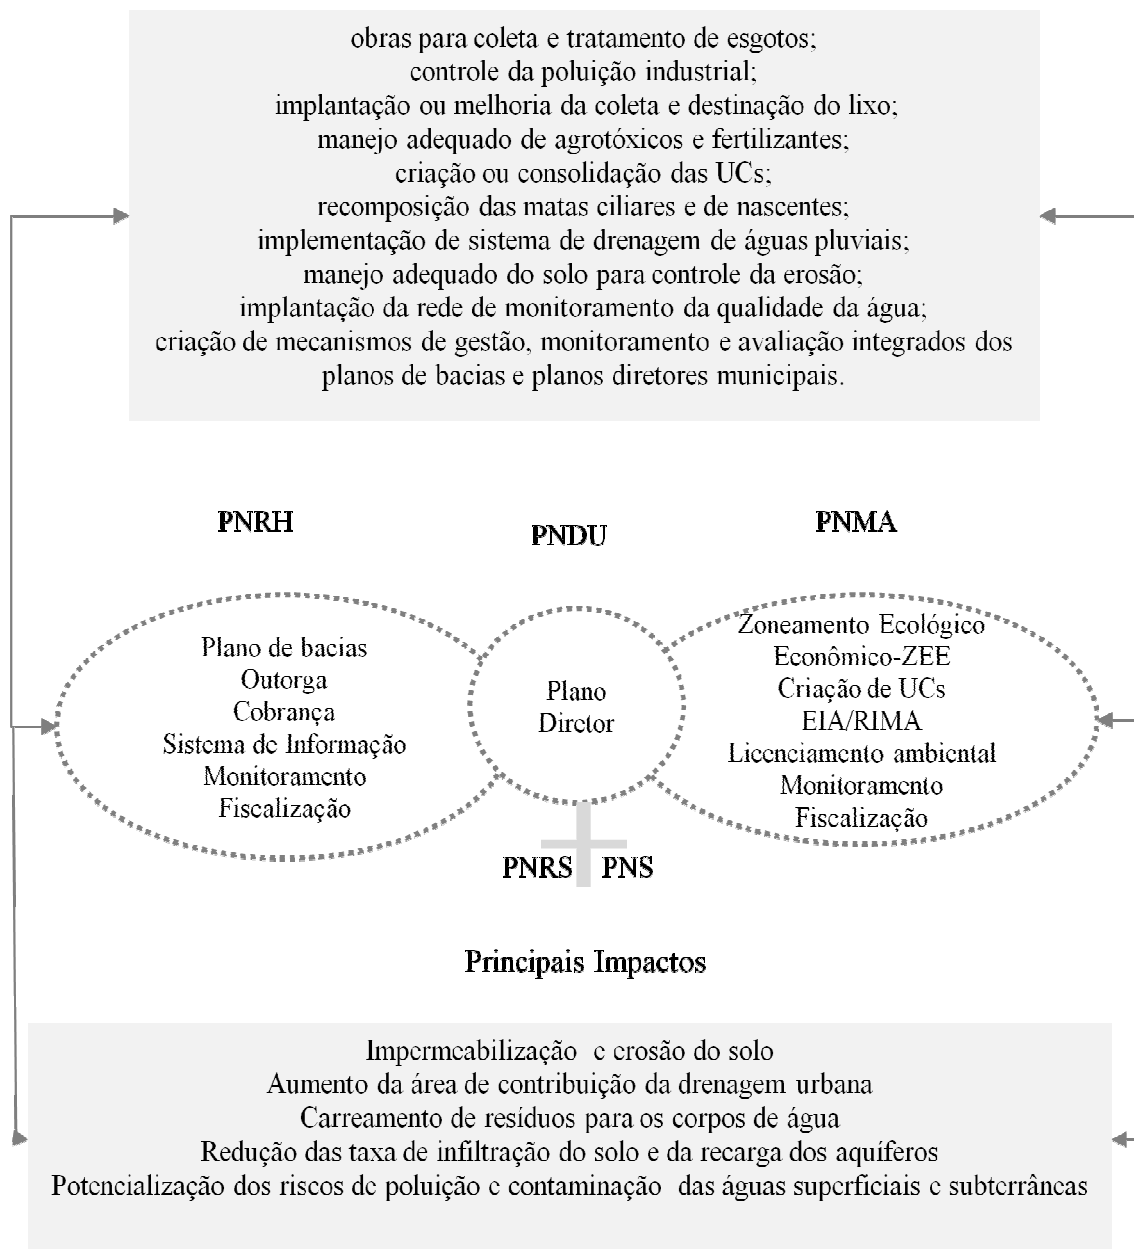 obras para coleta e tratamento de esgotos;
controle da poluição industrial;
implantação ou melhoria da coleta e destinação do lixo;
manejo adequado de agrotóxicos e fertilizantes;
criação ou consolidação das UCs;
recomposição das matas ciliares e de nascentes;
implementação de sistema de drenagem de águas pluviais;
manejo adequado do solo para controle da erosão;
implantação da rede de monitoramento da qualidade da água;
criação de mecanismos de gestão, monitoramento e avaliação integrados dos
planos de bacias e planos diretores municipais.
PNRH
PNDU
PNMA
Plano de bacias
Outorga
Cobrança
Sistema de Informação
Monitoramento
Fiscalização
Plano
Diretor
Zoneamento Ecológico
Econômico-ZEE
Criação de UCs
EIA/RIMA
Licenciamento ambiental
Monitoramento
Fiscalização
PNRS PNS
Principais Impactos
Impermeabilização e erosão do solo
Aumento da área de contribuição da drenagem urbana
Carreamento de resíduos para os corpos de água
Redução das taxa de infiltração do solo e da recarga dos aquíferos
Potencialização dos riscos de poluição e contaminação das águas superficiais e subterrâneas